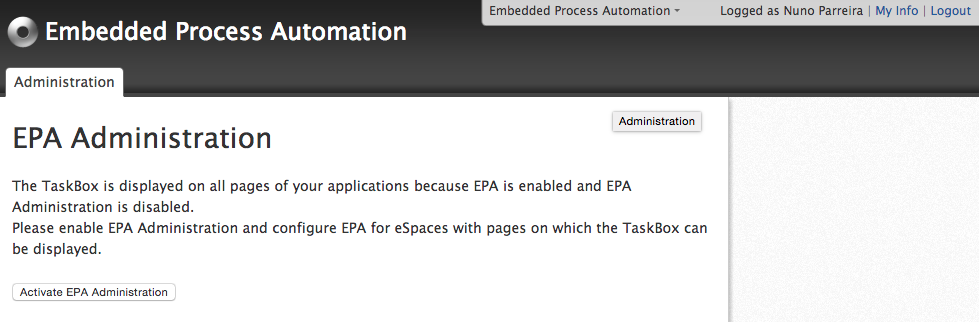 Embedded Process Automation Logged as Nuno Parreira | My Info | Logout
Embedded Process Automation
Administration
Administration
EPA Administration
The TaskBox is displayed on all pages of your applications because EPA is enabled and EPA
Administration is disabled.
Please enable EPA Administration and configure EPA for eSpaces with pages on which the TaskBox can
be displayed.
Activate EPA Administration